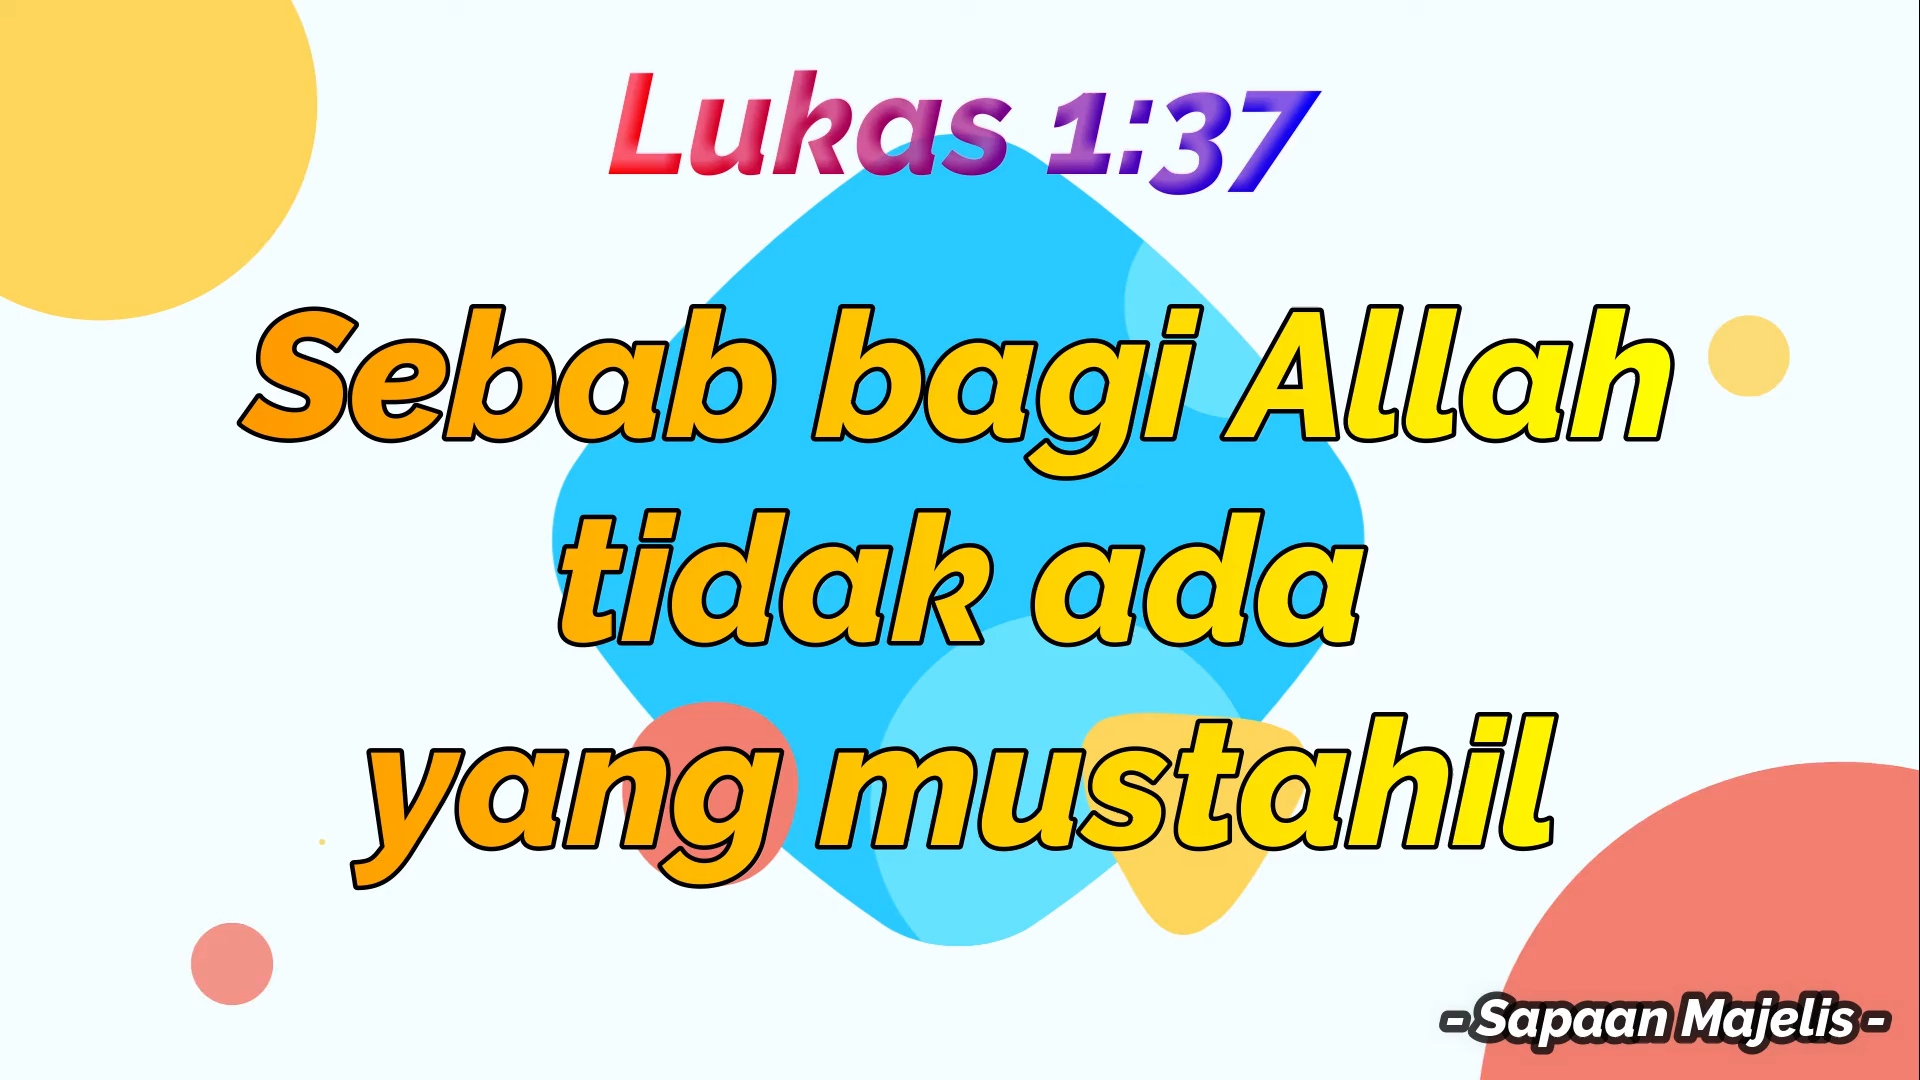 Lukas 1:37
Sebab bagi Allah
tidak ada
yang mustahil
- Sapaan Majelis -